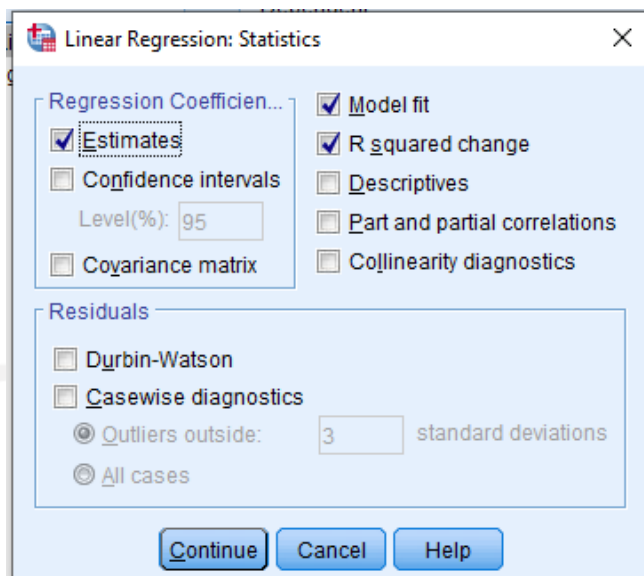 Linear Regression: Statistics
Regression Coefficien...
Estimates
Confidence intervals
Level(%): 95
Covariance matrix
Model fit
R squared change
Descriptives
Part and partial correlations
Collinearity diagnostics
Residuals
Durbin-Watson
Casewise diagnostics
Outliers outside: 3 standard deviations
All cases
Continue Cancel Help